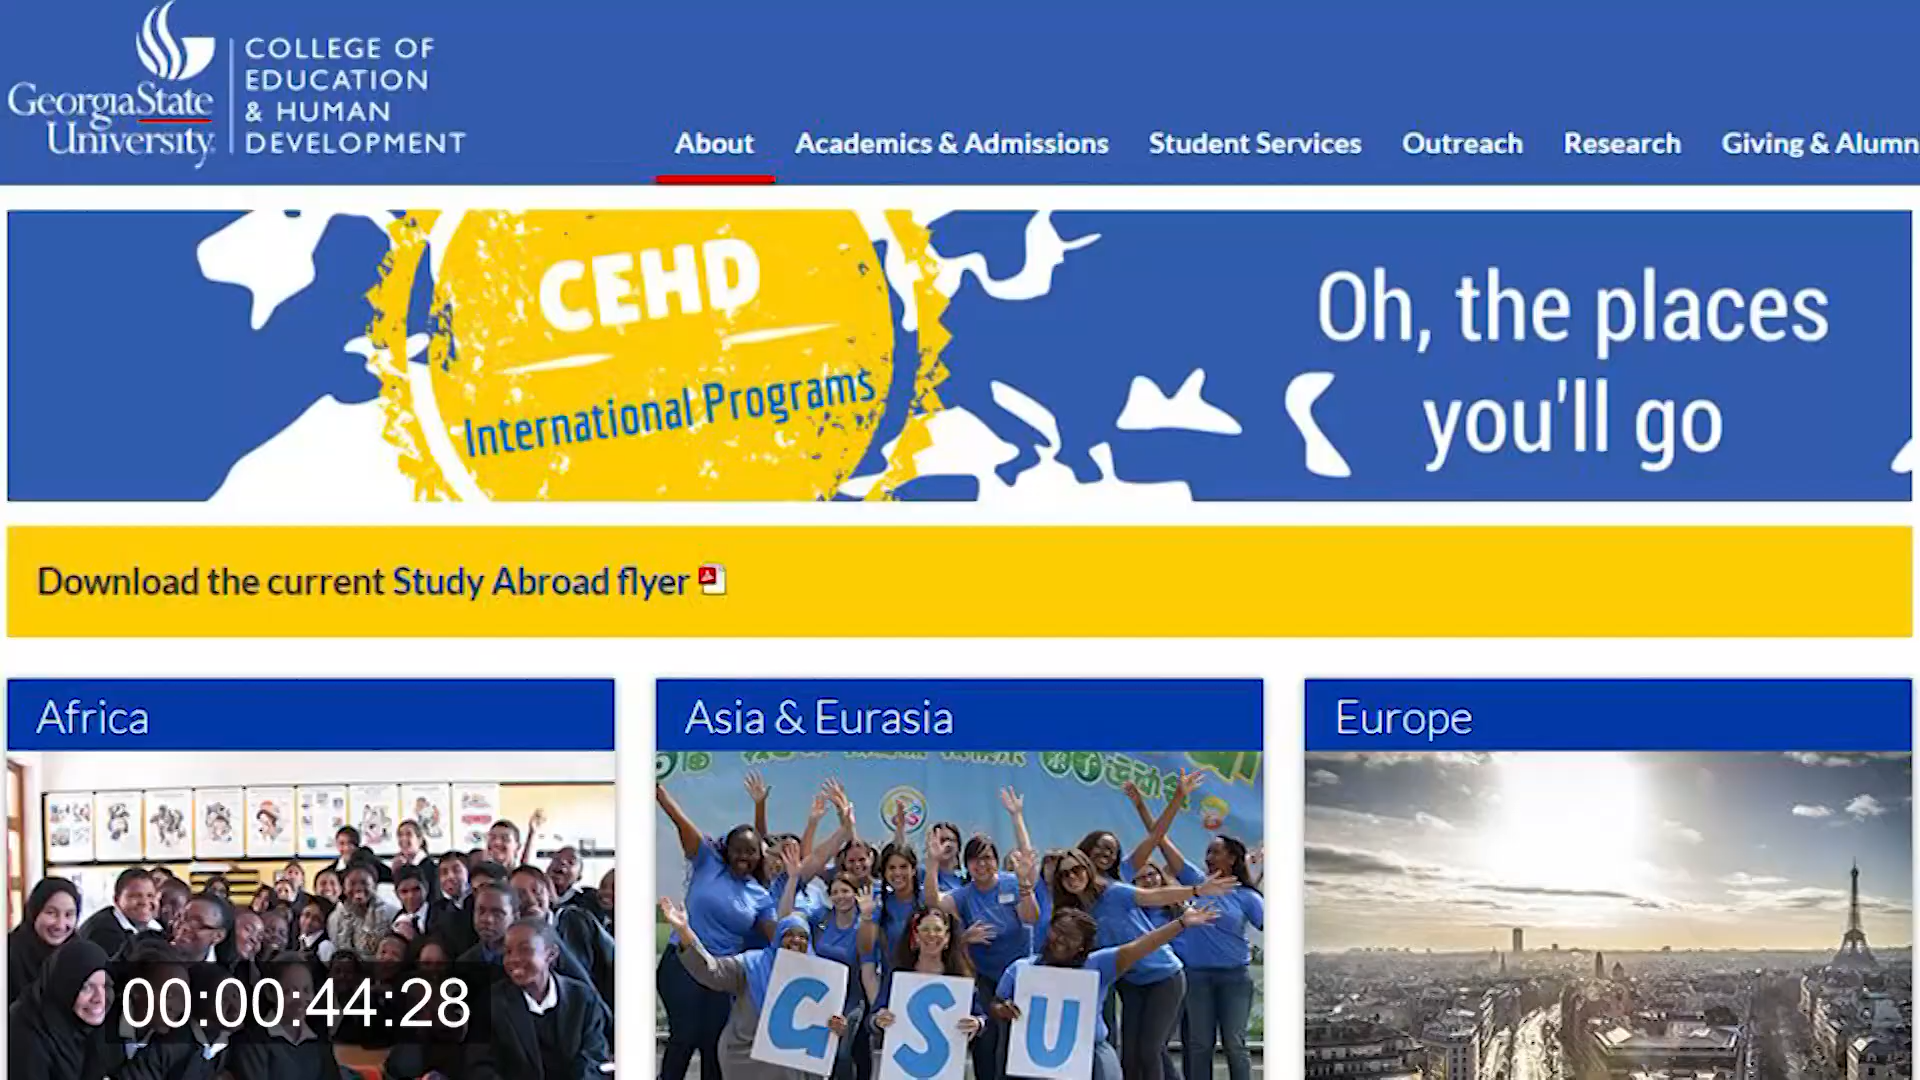 GeorgiaState
University
COLLEGE OF
EDUCATION
& HUMAN
DEVELOPMENT
About Academics & Admissions Student Services Outreach Research Giving & Alumn
CEHD
International Programs
Oh, the places
you'll go
Download the current Study Abroad flyer
Africa
Asia & Eurasia
Europe
G S U
00:00:44:28